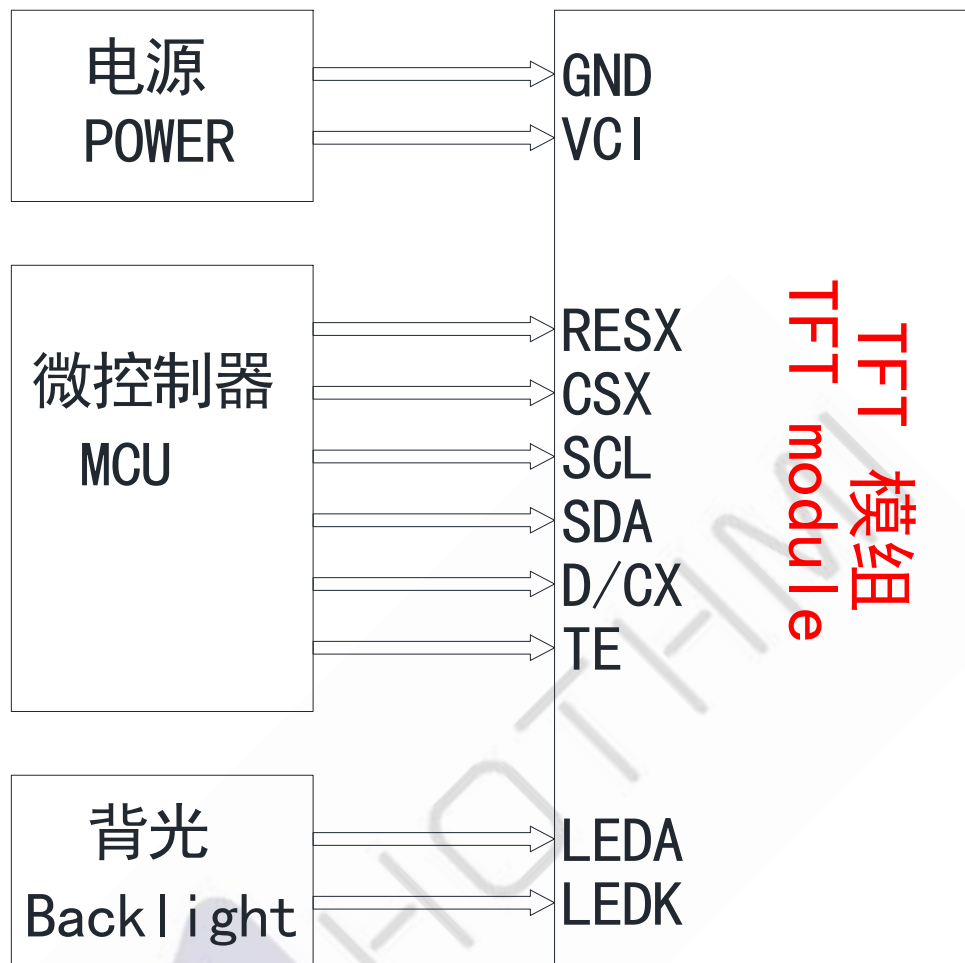 电源
POWER
GND
VCI
微控制器
MCU
RESX
CSX
SCL
SDA
D/CX
TE
TFT 模组
TFT module
背光
Backlight
LEDA
LEDK
HOTHMI